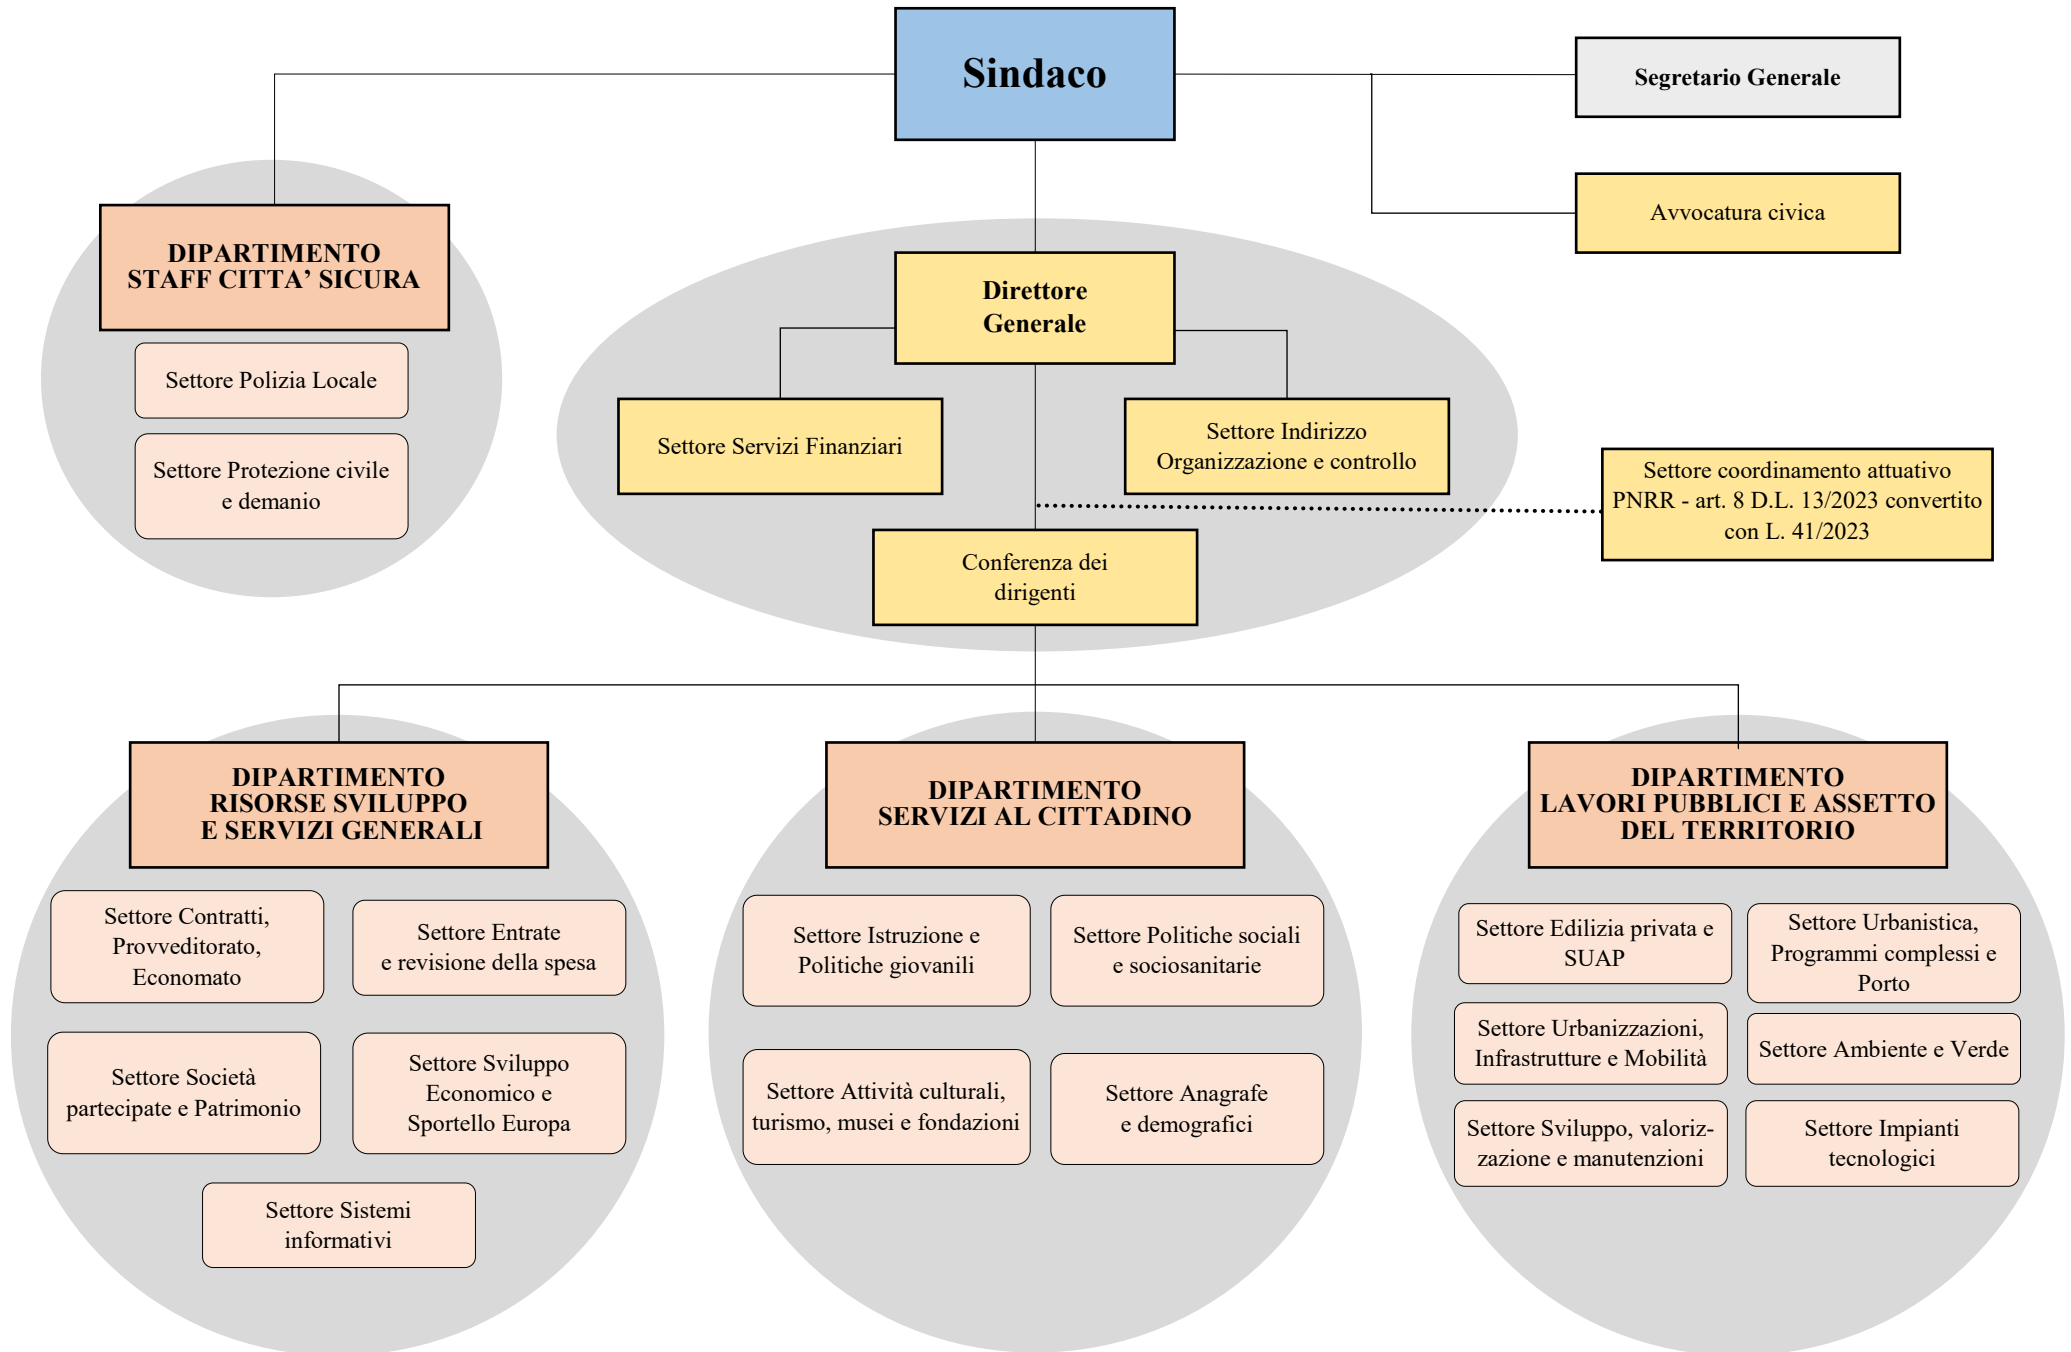 Sindaco
Segretario Generale
Avvocatura civica
DIPARTIMENTO
STAFF CITTA’ SICURA
Settore Polizia Locale
Settore Protezione civile
e demanio
Direttore
Generale
Settore Servizi Finanziari
Settore Indirizzo
Organizzazione e controllo
Settore coordinamento attuativo
PNRR - art. 8 D.L. 13/2023 convertito
con L. 41/2023
Conferenza dei
dirigenti
DIPARTIMENTO
RISORSE SVILUPPO
E SERVIZI GENERALI
Settore Contratti,
Provveditorato,
Economato
Settore Entrate
e revisione della spesa
Settore Società
partecipate e Patrimonio
Settore Sviluppo
Economico e
Sportello Europa
Settore Sistemi
informativi
DIPARTIMENTO
SERVIZI AL CITTADINO
Settore Istruzione e
Politiche giovanili
Settore Politiche sociali
e sociosanitarie
Settore Attività culturali,
turismo, musei e fondazioni
Settore Anagrafe
e demografici
DIPARTIMENTO
LAVORI PUBBLICI E ASSETTO
DEL TERRITORIO
Settore Edilizia privata e
SUAP
Settore Urbanistica,
Programmi complessi e
Porto
Settore Urbanizzazioni,
Infrastrutture e Mobilità
Settore Ambiente e Verde
Settore Sviluppo, valoriz-
zazione e manutenzioni
Settore Impianti
tecnologici